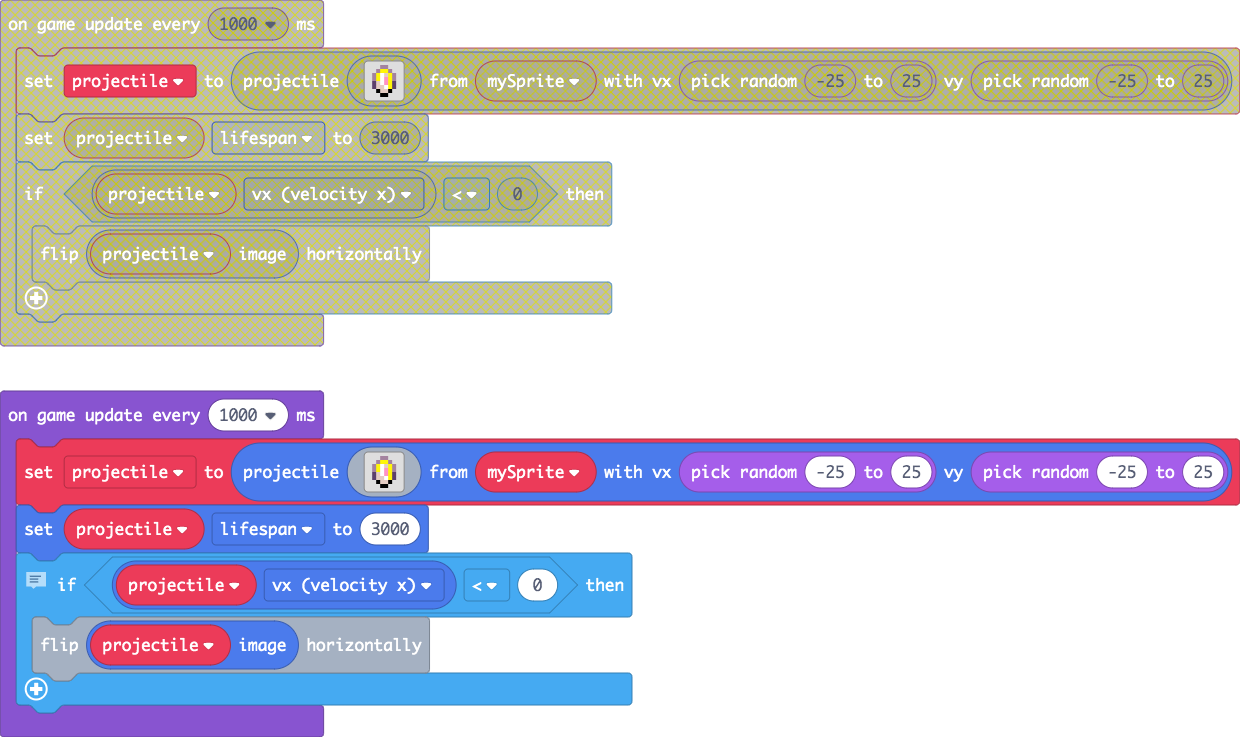 on game update every 1000 ms
set projectile to projectile from mySprite with vx pick random -25 to 25 vy pick random -25 to 25
set projectile lifespan to 3000
if projectile vx (velocity x) < 0 then
flip projectile image horizontally
on game update every 1000 ms
set projectile to projectile from mySprite with vx pick random -25 to 25 vy pick random -25 to 25
set projectile lifespan to 3000
if projectile vx (velocity x) < 0 then
flip projectile image horizontally